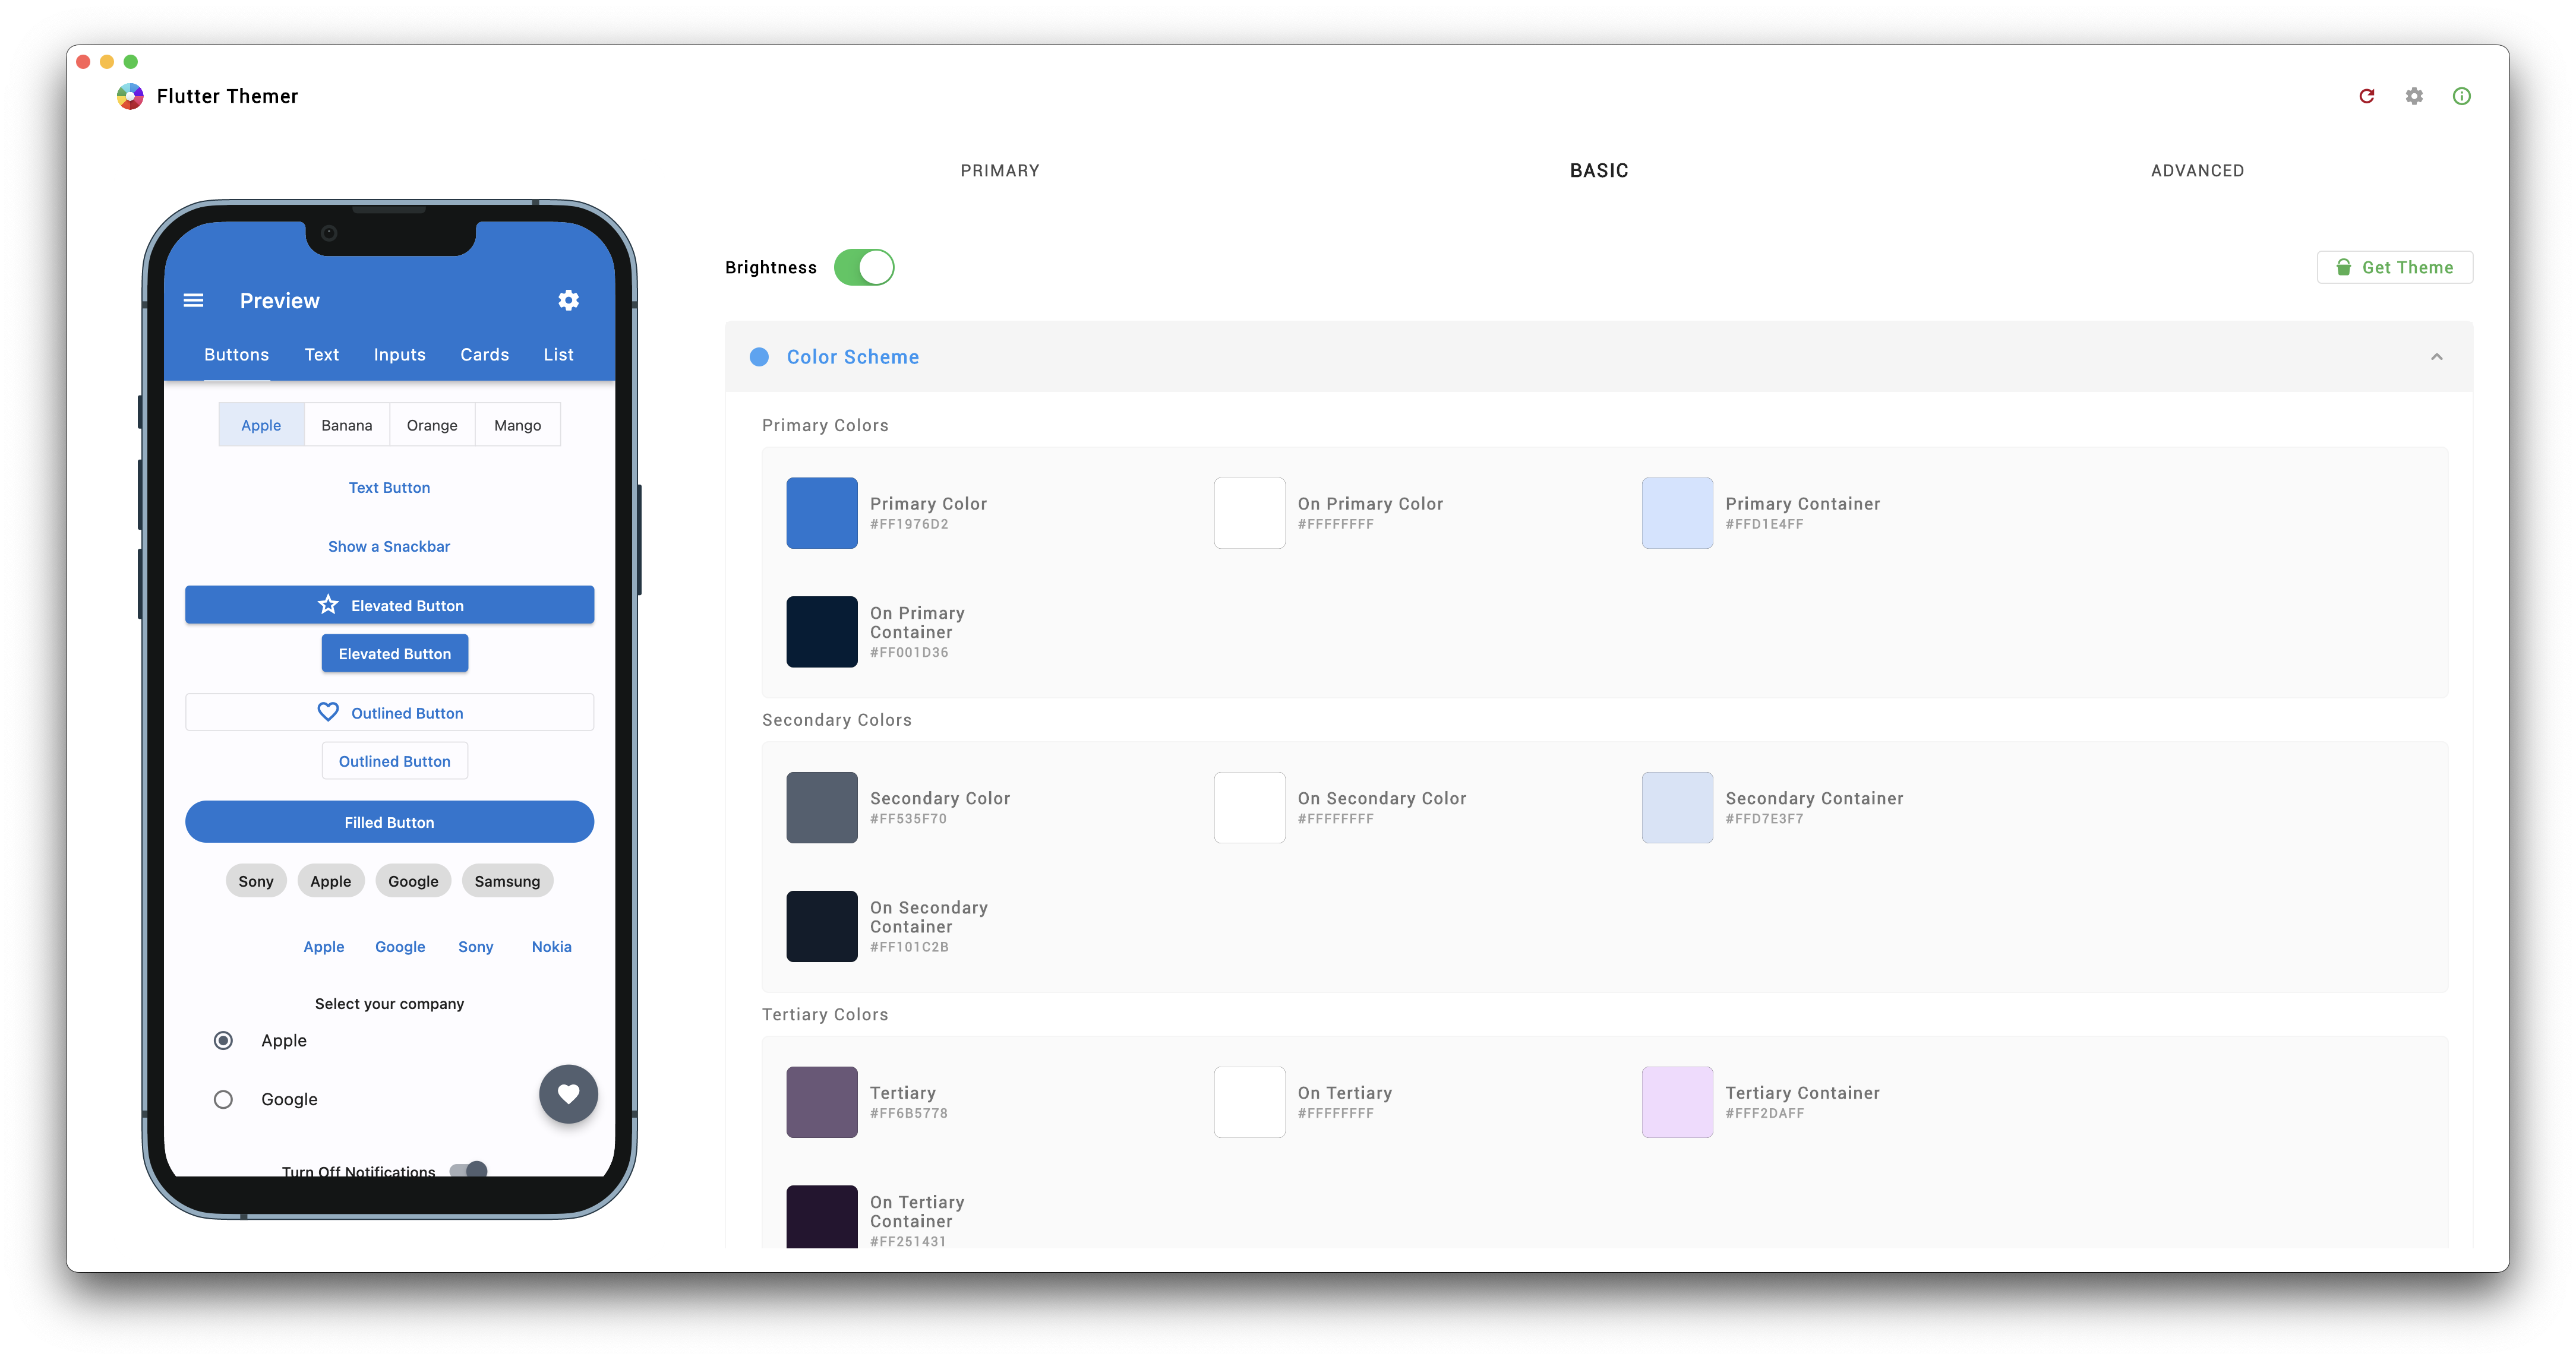 Flutter Themer
PRIMARY
BASIC
ADVANCED
Preview
Buttons
Text
Inputs
Cards
List
Apple
Banana
Orange
Mango
Text Button
Show a Snackbar
Elevated Button
Elevated Button
Outlined Button
Outlined Button
Filled Button
Sony
Apple
Google
Samsung
Apple
Google
Sony
Nokia
Select your company
Apple
Google
Turn Off Notifications
Brightness
Get Theme
Color Scheme
Primary Colors
Primary Color
#FF1976D2
On Primary Color
#FFFFFFFF
Primary Container
#FFD1E4FF
On Primary
Container
#FF001D36
Secondary Colors
Secondary Color
#FF535F70
On Secondary Color
#FFFFFFFF
Secondary Container
#FFD7E3F7
On Secondary
Container
#FF101C2B
Tertiary Colors
Tertiary
#FF6B5778
On Tertiary
#FFFFFFFF
Tertiary Container
#FFF2DAFF
On Tertiary
Container
#FF251431